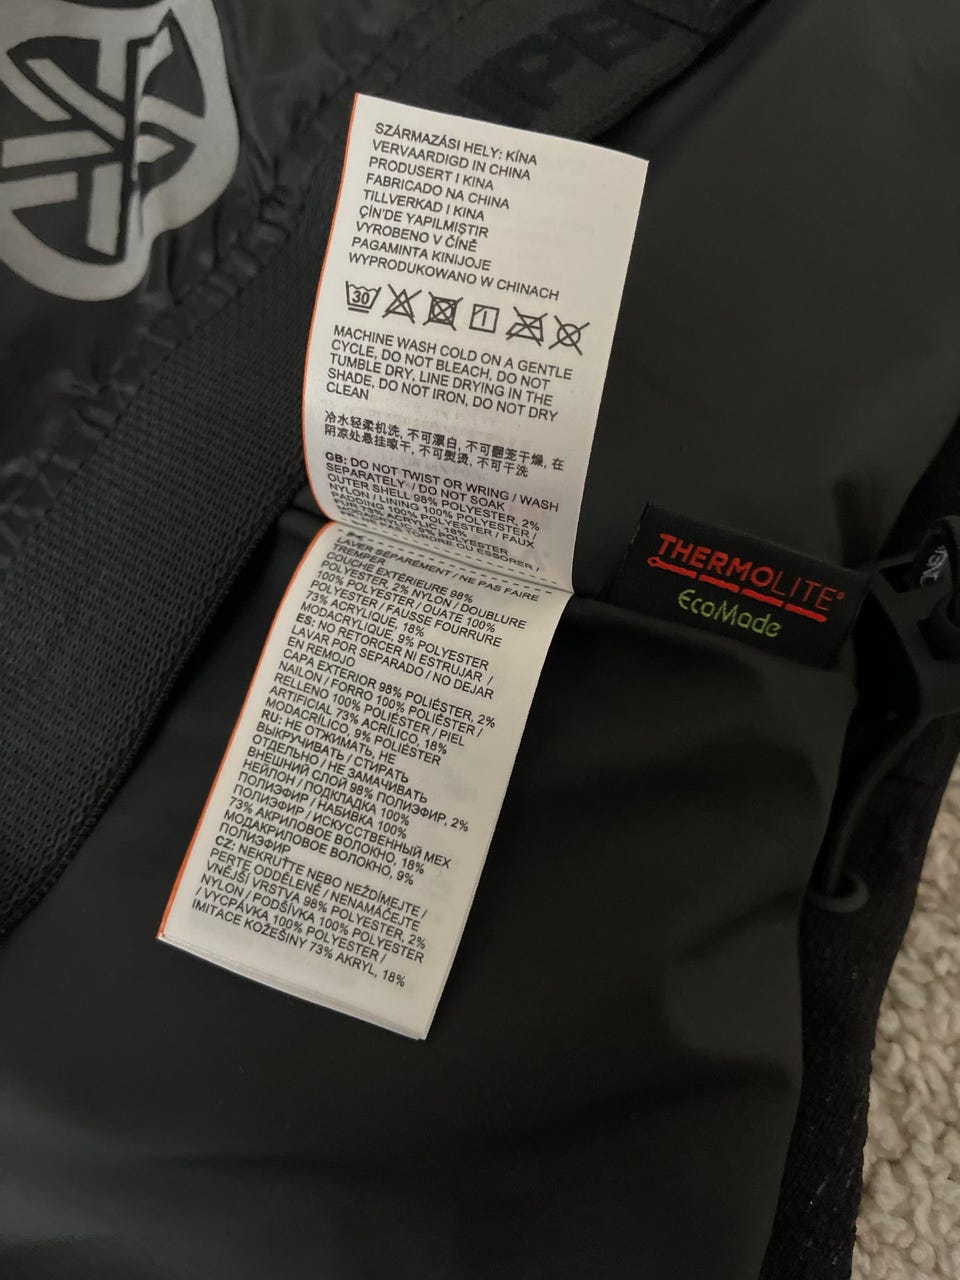 SZÁRMAZÁSI HELY: KÍNA
VERVAARDIGD IN CHINA
PRODUSERT I KINA
FABRICADO NA CHINA
TILLVERKAD I KINA
ÇİN'DE YAPILMIŞTIR
VYROBENO V ČÍNĚ
PAGAMINTA KINIJOJE
WYPRODUKOWANO W CHINACH
30
MACHINE WASH COLD ON A GENTLE
CYCLE, DO NOT BLEACH, DO NOT
TUMBLE DRY, LINE DRYING IN THE
SHADE, DO NOT IRON, DO NOT DRY
CLEAN
冷水轻柔机洗, 不可漂白, 不可翻笼干燥, 在
阴凉处悬挂晾干, 不可熨烫, 不可干洗
GB: DO NOT TWIST OR WRING / WASH
SEPARATELY / DO NOT SOAK
OUTER SHELL 98% POLYESTER, 2%
NYLON / LINING 100% POLYESTER /
PADDING 100% POLYESTER / FAUX
FUR 73% ACRYLIC, 18%
9% POLYESTER
TORDRE OU ESSORER /
LAVER SÉPARÉMENT / NE PAS FAIRE
TREMPER
COUCHE EXTÉRIEURE 98%
POLYESTER, 2% NYLON / DOUBLURE
100% POLYESTER / OUATE 100%
POLYESTER / FAUSSE FOURRURE
73% ACRYLIQUE, 18%
MODACRYLIQUE, 9% POLYESTER
ES: NO RETORCER NI ESTRUJAR /
LAVAR POR SEPARADO / NO DEJAR
EN REMOJO
CAPA EXTERIOR 98% POLIÉSTER, 2%
NAILON / FORRO 100% POLIÉSTER /
RELLENO 100% POLIÉSTER / PIEL
ARTIFICIAL 73% ACRÍLICO, 18%
MODACRÍLICO, 9% POLIÉSTER
RU: НЕ ОТЖИМАТЬ, НЕ
ВЫКРУЧИВАТЬ / СТИРАТЬ
ОТДЕЛЬНО / НЕ ЗАМАЧИВАТЬ
ВНЕШНИЙ СЛОЙ 98% ПОЛИЭФИР, 2%
НЕЙЛОН / ПОДКЛАДКА 100%
ПОЛИЭФИР / НАБИВКА 100%
ПОЛИЭФИР / ИСКУССТВЕННЫЙ МЕХ
73% АКРИЛОВОЕ ВОЛОКНО, 18%
МОДАКРИЛОВОЕ ВОЛОКНО, 9%
ПОЛИЭФИР
CZ: NEKRUŤTE NEBO NEŽDÍMEJTE /
PERTE ODDĚLENĚ / NENAMÁČEJTE
VNĚJŠÍ VRSTVA 98% POLYESTER, 2%
NYLON / PODŠÍVKA 100% POLYESTER
/ VYCPÁVKA 100% POLYESTER /
IMITACE KOŽEŠINY 73% AKRYL, 18%
THERMOLITE®
EcoMade